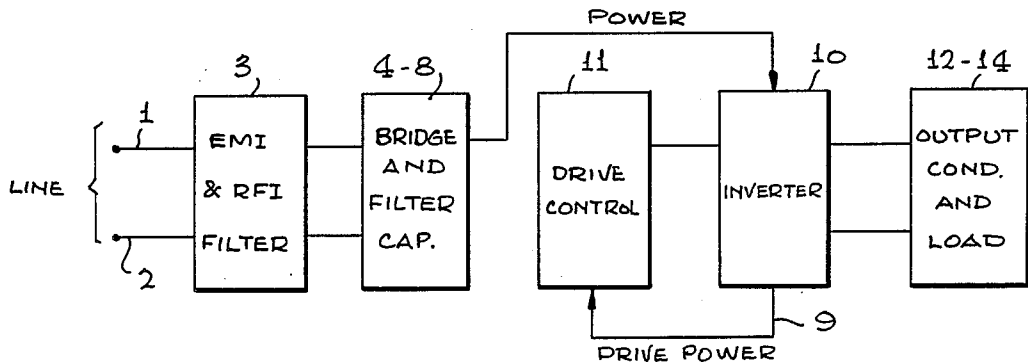 POWER
3
4-8
11
10
12-14
1
LINE
2
EMI
& RFI
FILTER
BRIDGE
AND
FILTER
CAP.
DRIVE
CONTROL
INVERTER
OUTPUT
COND.
AND
LOAD
9
DRIVE POWER